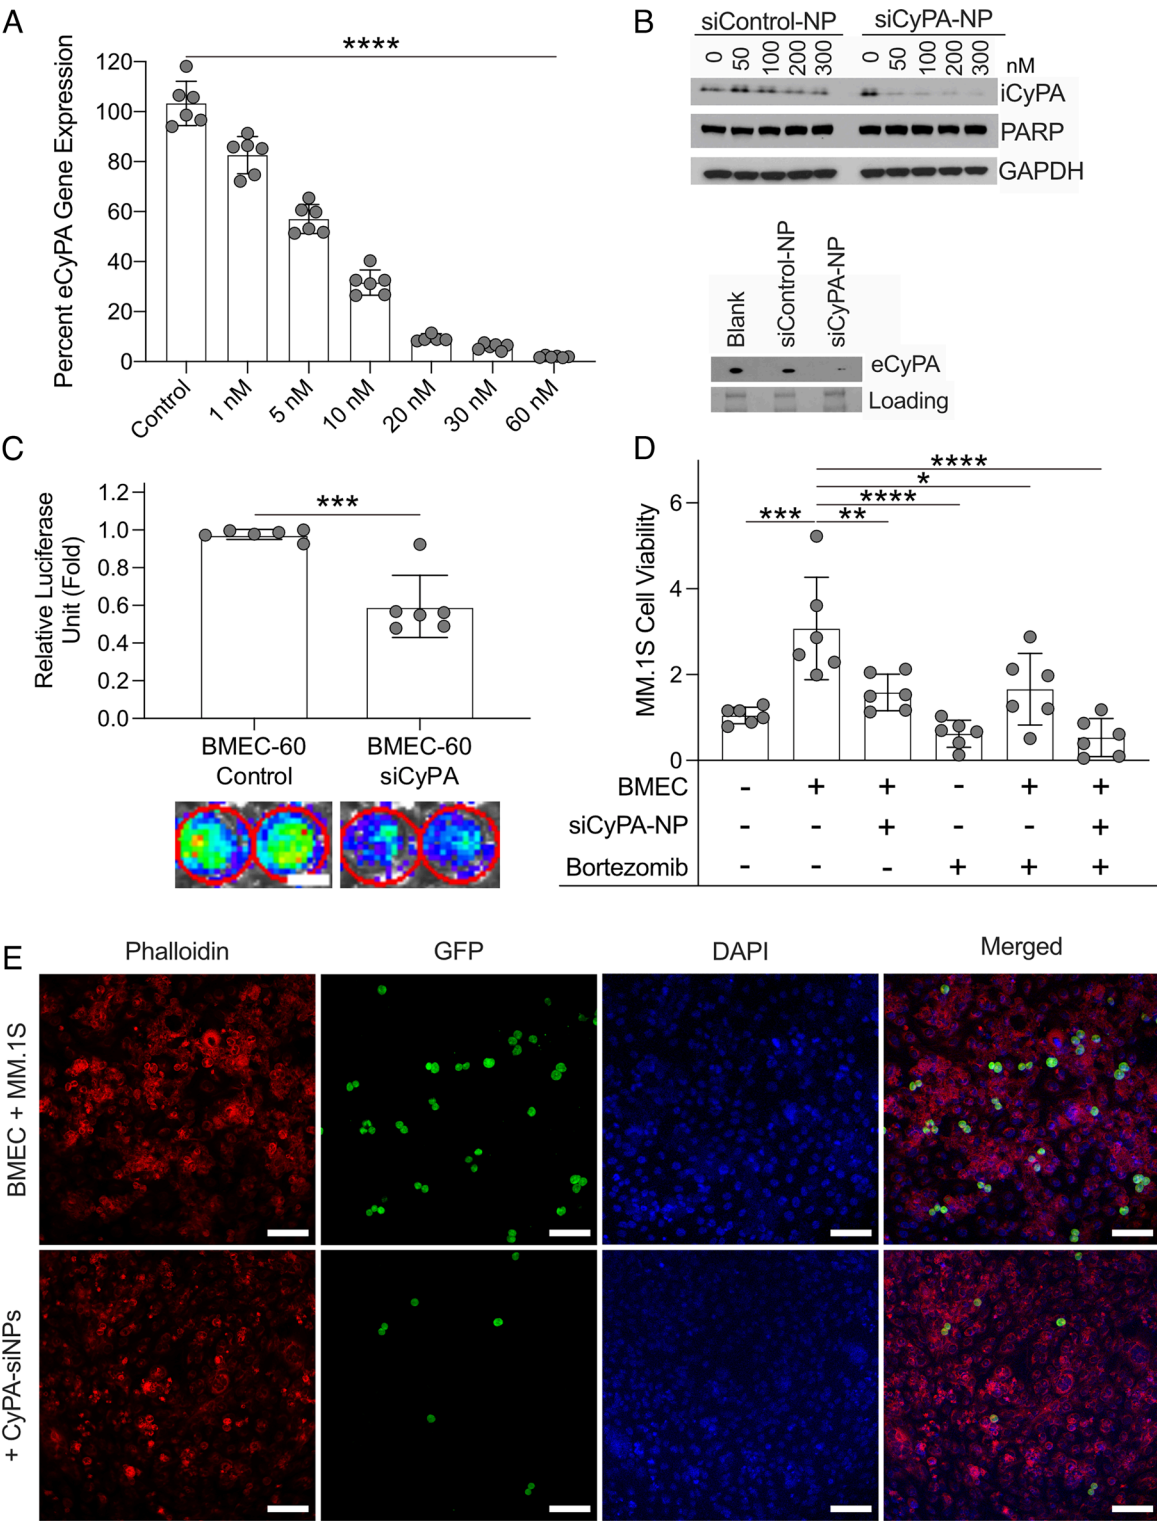 A
Percent eCyPA Gene Expression
120
100
80
60
40
20
0
****
Control
1 nM
5 nM
10 nM
20 nM
30 nM
60 nM
B
siControl-NP siCyPA-NP
0 50 100 200 300 0 50 100 200 300 nM
iCyPA
PARP
GAPDH
Blank siControl-NP siCyPA-NP
eCyPA
Loading
C
Relative Luciferase
Unit (Fold)
1.2
1.0
0.8
0.6
0.4
0.2
0.0
***
BMEC-60
Control
BMEC-60
siCyPA
D
MM.1S Cell Viability
6
4
2
0
****
*
****
*** **
BMEC - + + - + +
siCyPA-NP - - + - - +
Bortezomib - - - + + +
E
Phalloidin GFP DAPI Merged
BMEC + MM.1S
+ CyPA-siNPs